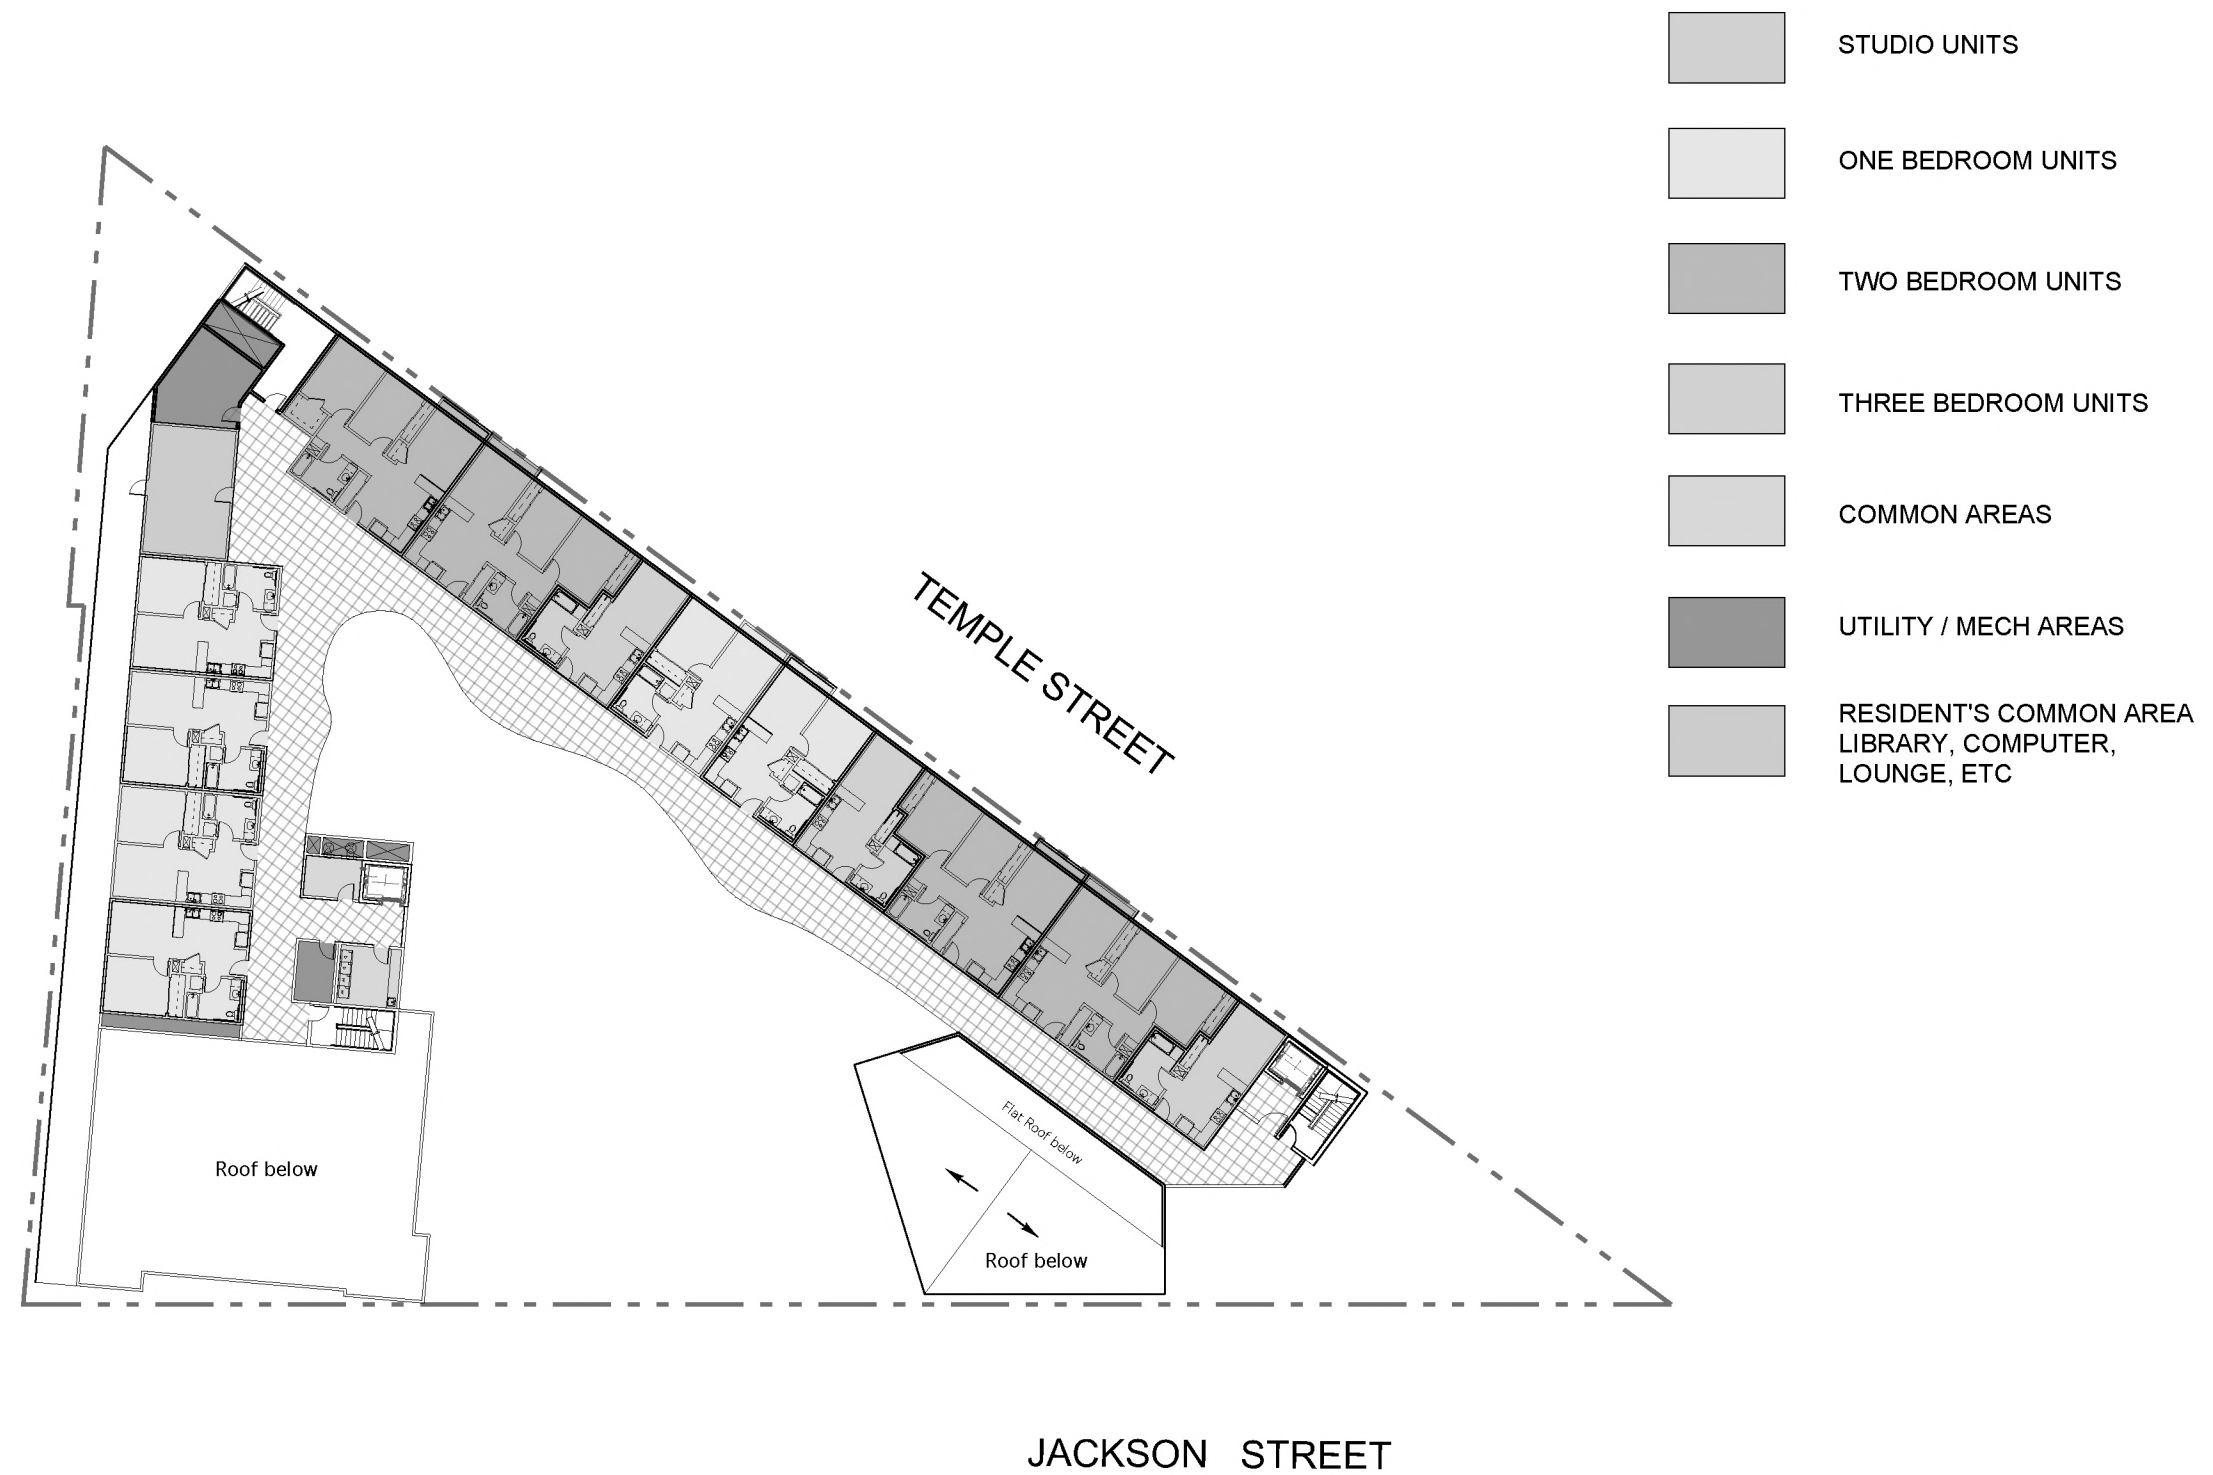 STUDIO UNITS
ONE BEDROOM UNITS
TWO BEDROOM UNITS
THREE BEDROOM UNITS
COMMON AREAS
UTILITY / MECH AREAS
RESIDENT'S COMMON AREA
LIBRARY, COMPUTER,
LOUNGE, ETC
TEMPLE STREET
Flat Roof below
Roof below
Roof below
JACKSON STREET